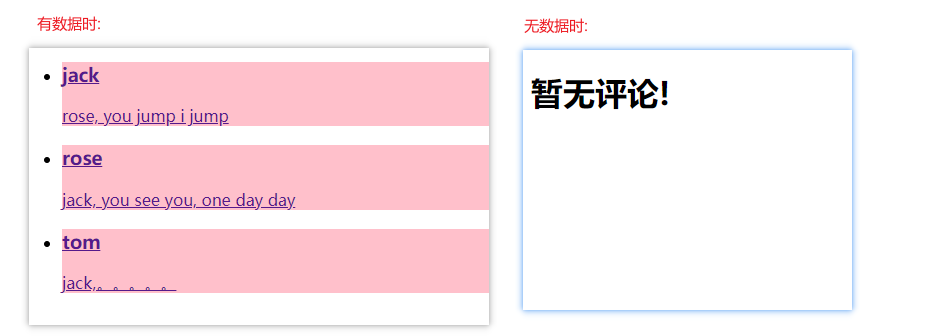 有数据时:
jack
rose, you jump i jump
rose
jack, you see you, one day day
tom
jack,。。。。。
无数据时:
暂无评论!